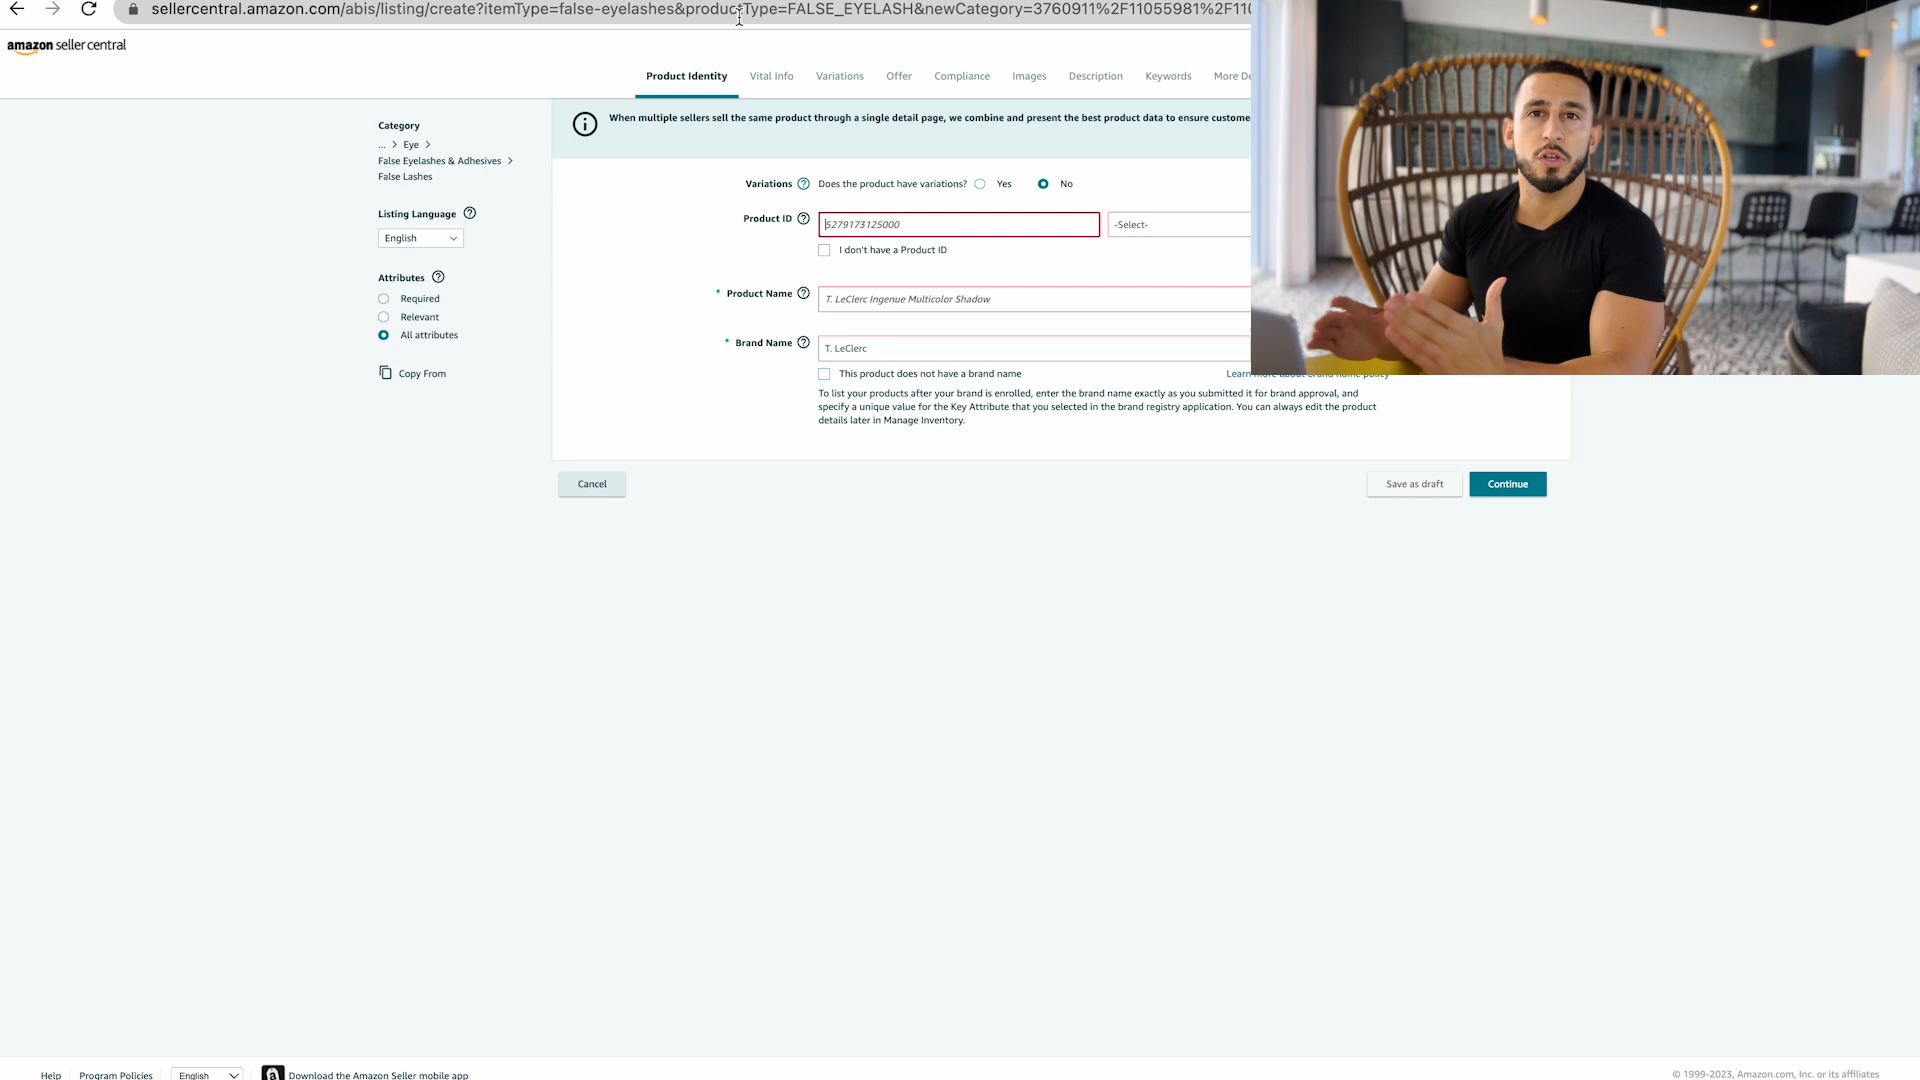 sellercentral.amazon.com/abis/listing/create?itemType=false-eyelashes&productType=FALSE_EYELASH&newCategory=3760911%2F11055981%2F110
amazon seller central
Product Identity
Vital Info
Variations
Offer
Compliance
Images
Description
Keywords
More De
Category
... > Eye >
False Eyelashes & Adhesives >
False Lashes
Listing Language
English
Attributes
Required
Relevant
All attributes
Copy From
When multiple sellers sell the same product through a single detail page, we combine and present the best product data to ensure custome
Variations Does the product have variations? Yes No
Product ID 5279173125000 -Select-
I don't have a Product ID
* Product Name T. LeClerc Ingenue Multicolor Shadow
* Brand Name T. LeClerc
This product does not have a brand name
Learn more about brand name policy
To list your products after your brand is enrolled, enter the brand name exactly as you submitted it for brand approval, and
specify a unique value for the Key Attribute that you selected in the brand registry application. You can always edit the product
details later in Manage Inventory.
Cancel
Save as draft
Continue
Help
Program Policies
English
Download the Amazon Seller mobile app
© 1999-2023, Amazon.com, Inc. or its affiliates